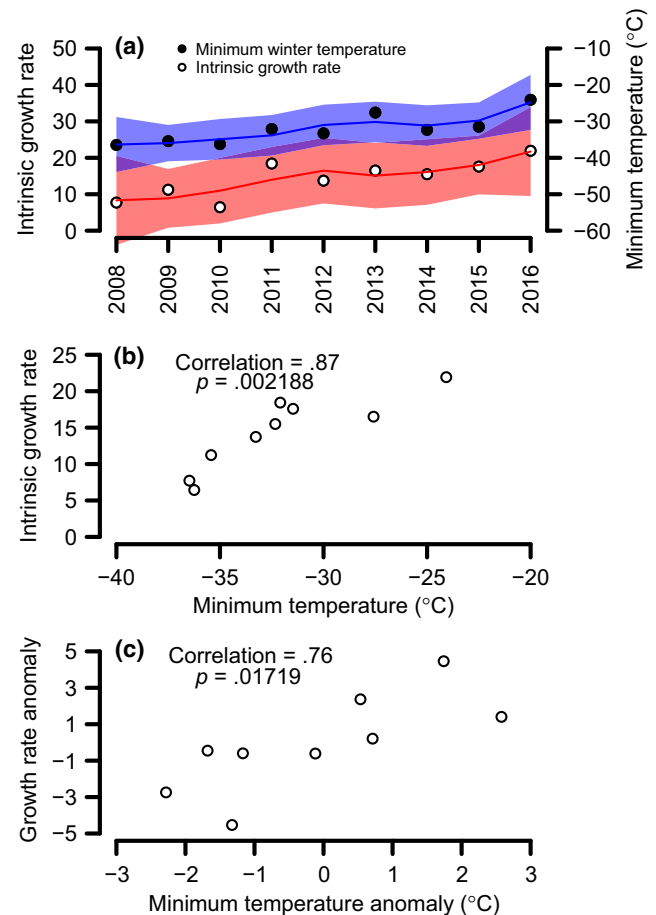 (a)
Minimum winter temperature
Intrinsic growth rate
Intrinsic growth rate
50
40
30
20
10
0
Minimum temperature (°C)
−10
−20
−30
−40
−50
−60
2008
2009
2010
2011
2012
2013
2014
2015
2016
(b)
Correlation = .87
p = .002188
Intrinsic growth rate
25
20
15
10
5
0
−40 −35 −30 −25 −20
Minimum temperature (°C)
(c)
Correlation = .76
p = .01719
Growth rate anomaly
5
3
1
−1
−3
−5
−3 −2 −1 0 1 2 3
Minimum temperature anomaly (°C)